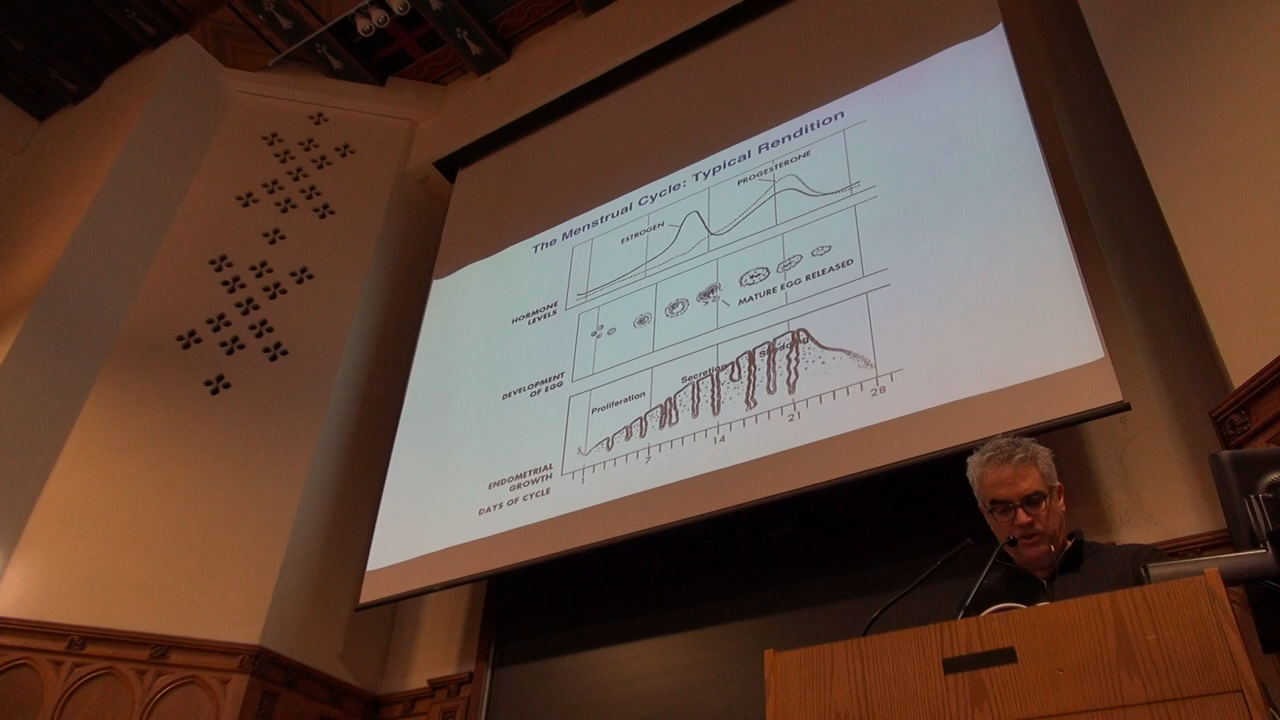 The Menstrual Cycle: Typical Rendition
PROGESTERONE
ESTROGEN
HORMONE
LEVELS
MATURE EGG RELEASED
DEVELOPMENT
OF EGG
Shedding
Secretion
Proliferation
ENDOMETRIAL
GROWTH
DAYS OF CYCLE
1 7 14 21 28